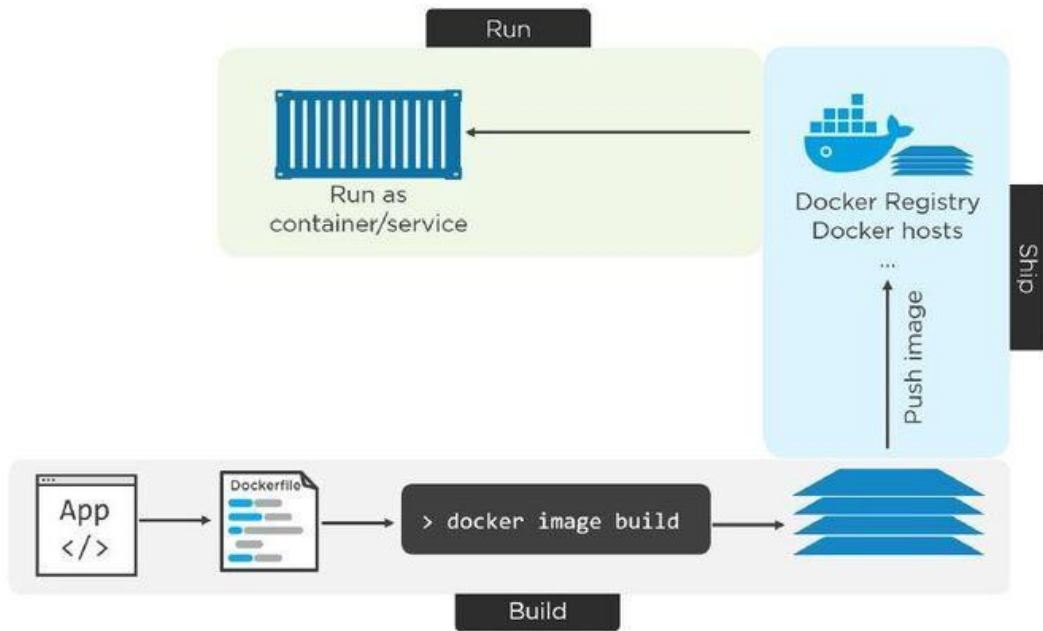 Run
Run as
container/service
Docker Registry
Docker hosts
...
Ship
Push image
App
</>
Dockerfile
> docker image build
Build